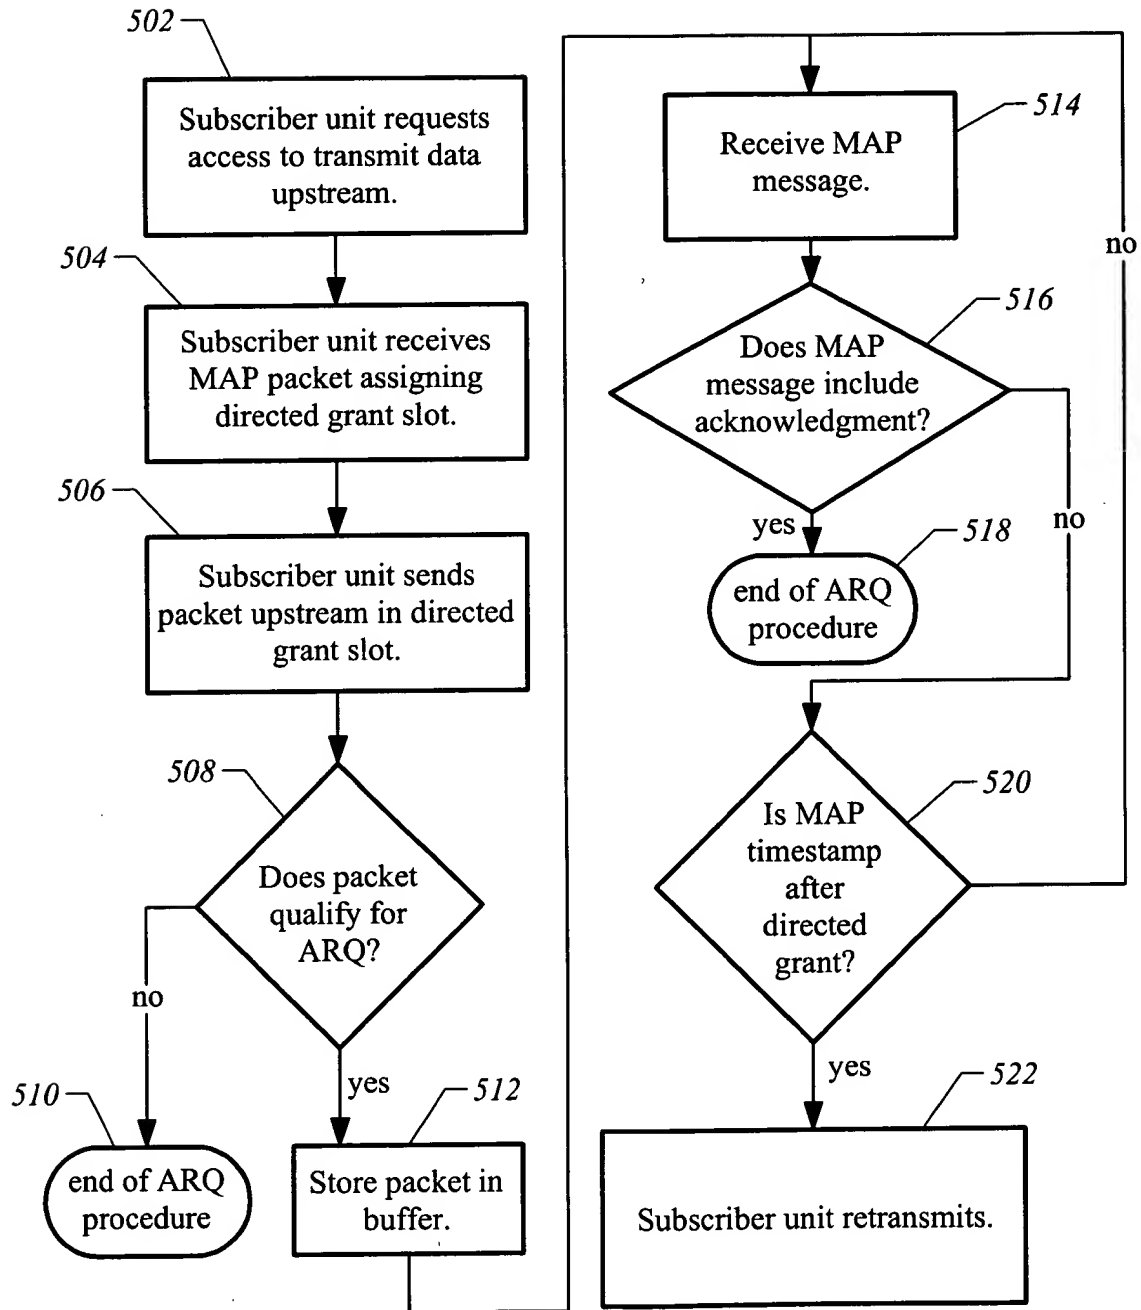 502
Subscriber unit requests
access to transmit data
upstream.
504
Subscriber unit receives
MAP packet assigning
directed grant slot.
506
Subscriber unit sends
packet upstream in directed
grant slot.
508
Does packet
qualify for
ARQ?
no
yes
510
end of ARQ
procedure
512
Store packet in
buffer.
514
Receive MAP
message.
no
516
Does MAP
message include
acknowledgment?
yes
no
518
end of ARQ
procedure
520
Is MAP
timestamp
after
directed
grant?
yes
522
Subscriber unit retransmits.